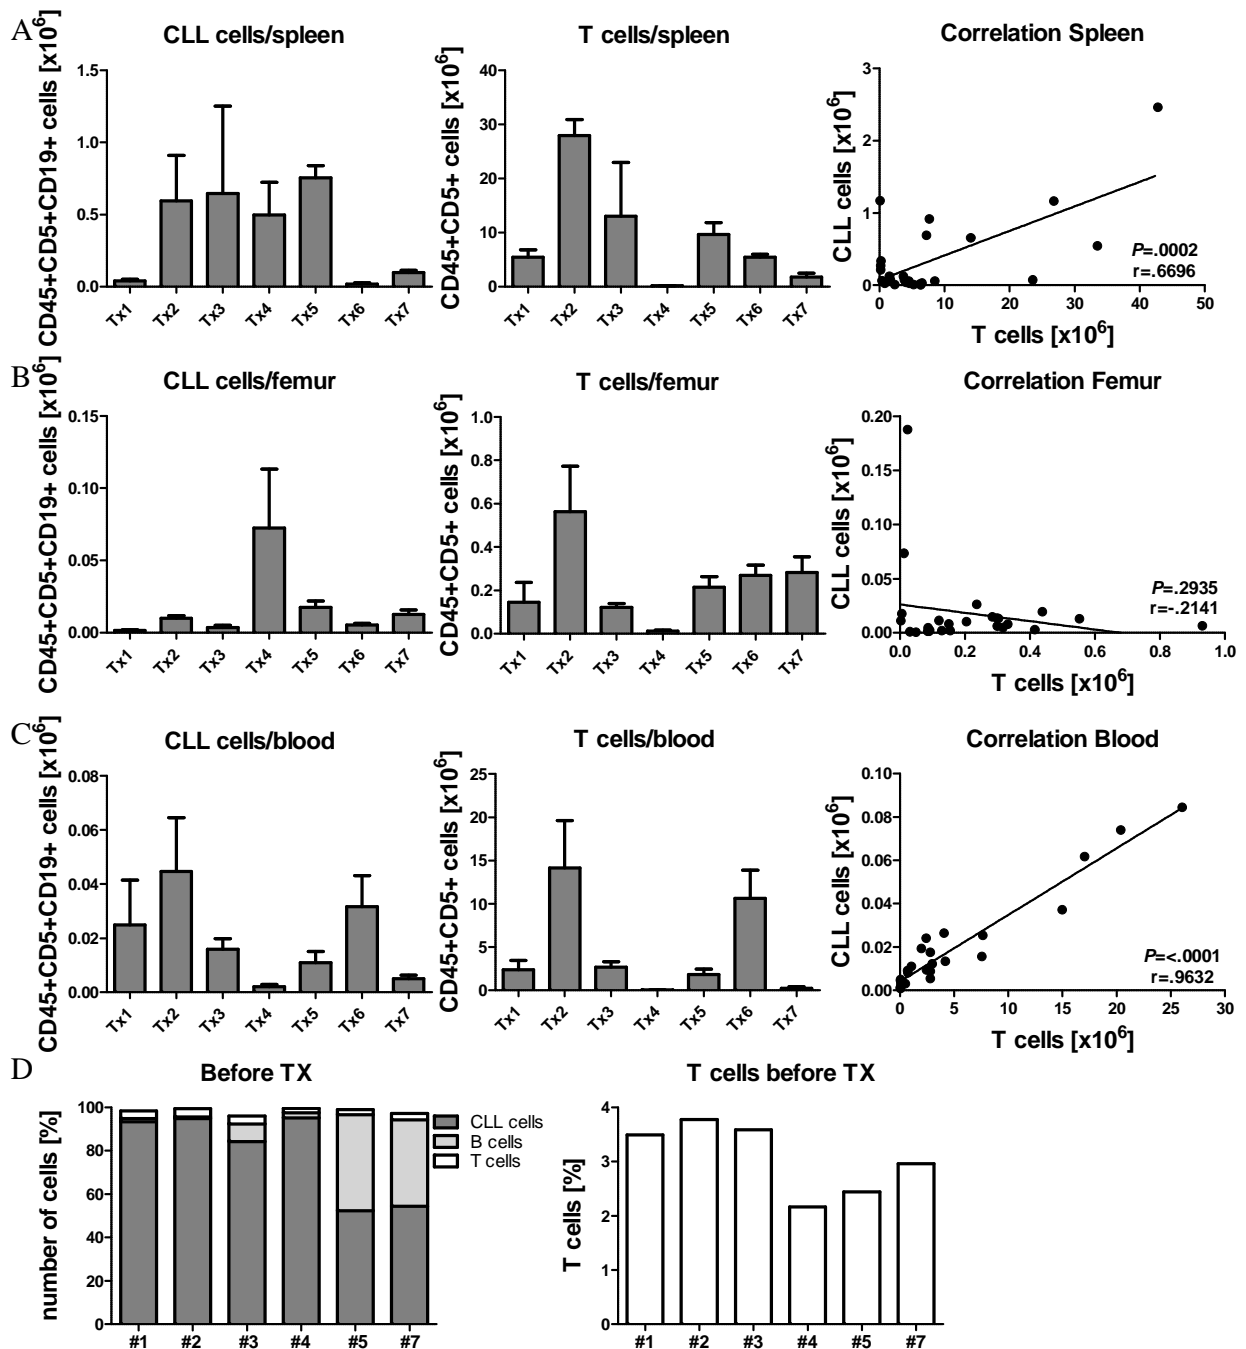 A
CLL cells/spleen
CD45+CD5+CD19+ cells [x10⁶]
1.5
1.0
0.5
0.0
Tx1 Tx2 Tx3 Tx4 Tx5 Tx6 Tx7
T cells/spleen
CD45+CD5+ cells [x10⁶]
40
30
20
10
0
Tx1 Tx2 Tx3 Tx4 Tx5 Tx6 Tx7
Correlation Spleen
CLL cells [x10⁶]
3
2
1
0
P=.0002
r=.6696
0 10 20 30 40 50
T cells [x10⁶]
B
CLL cells/femur
CD45+CD5+CD19+ cells [x10⁶]
0.15
0.10
0.05
0.00
Tx1 Tx2 Tx3 Tx4 Tx5 Tx6 Tx7
T cells/femur
CD45+CD5+ cells [x10⁶]
1.0
0.8
0.6
0.4
0.2
0.0
Tx1 Tx2 Tx3 Tx4 Tx5 Tx6 Tx7
Correlation Femur
CLL cells [x10⁶]
0.20
0.15
0.10
0.05
0.00
P=.2935
r=-.2141
0.0 0.2 0.4 0.6 0.8 1.0
T cells [x10⁶]
C
CLL cells/blood
CD45+CD5+CD19+ cells [x10⁶]
0.08
0.06
0.04
0.02
0.00
Tx1 Tx2 Tx3 Tx4 Tx5 Tx6 Tx7
T cells/blood
CD45+CD5+ cells [x10⁶]
25
20
15
10
5
0
Tx1 Tx2 Tx3 Tx4 Tx5 Tx6 Tx7
Correlation Blood
CLL cells [x10⁶]
0.10
0.08
0.06
0.04
0.02
0.00
P=<.0001
r=.9632
0 5 10 15 20 25 30
T cells [x10⁶]
D
Before TX
number of cells [%]
100
80
60
40
20
0
#1 #2 #3 #4 #5 #7
CLL cells
B cells
T cells
T cells before TX
T cells [%]
4
3
2
1
0
#1 #2 #3 #4 #5 #7